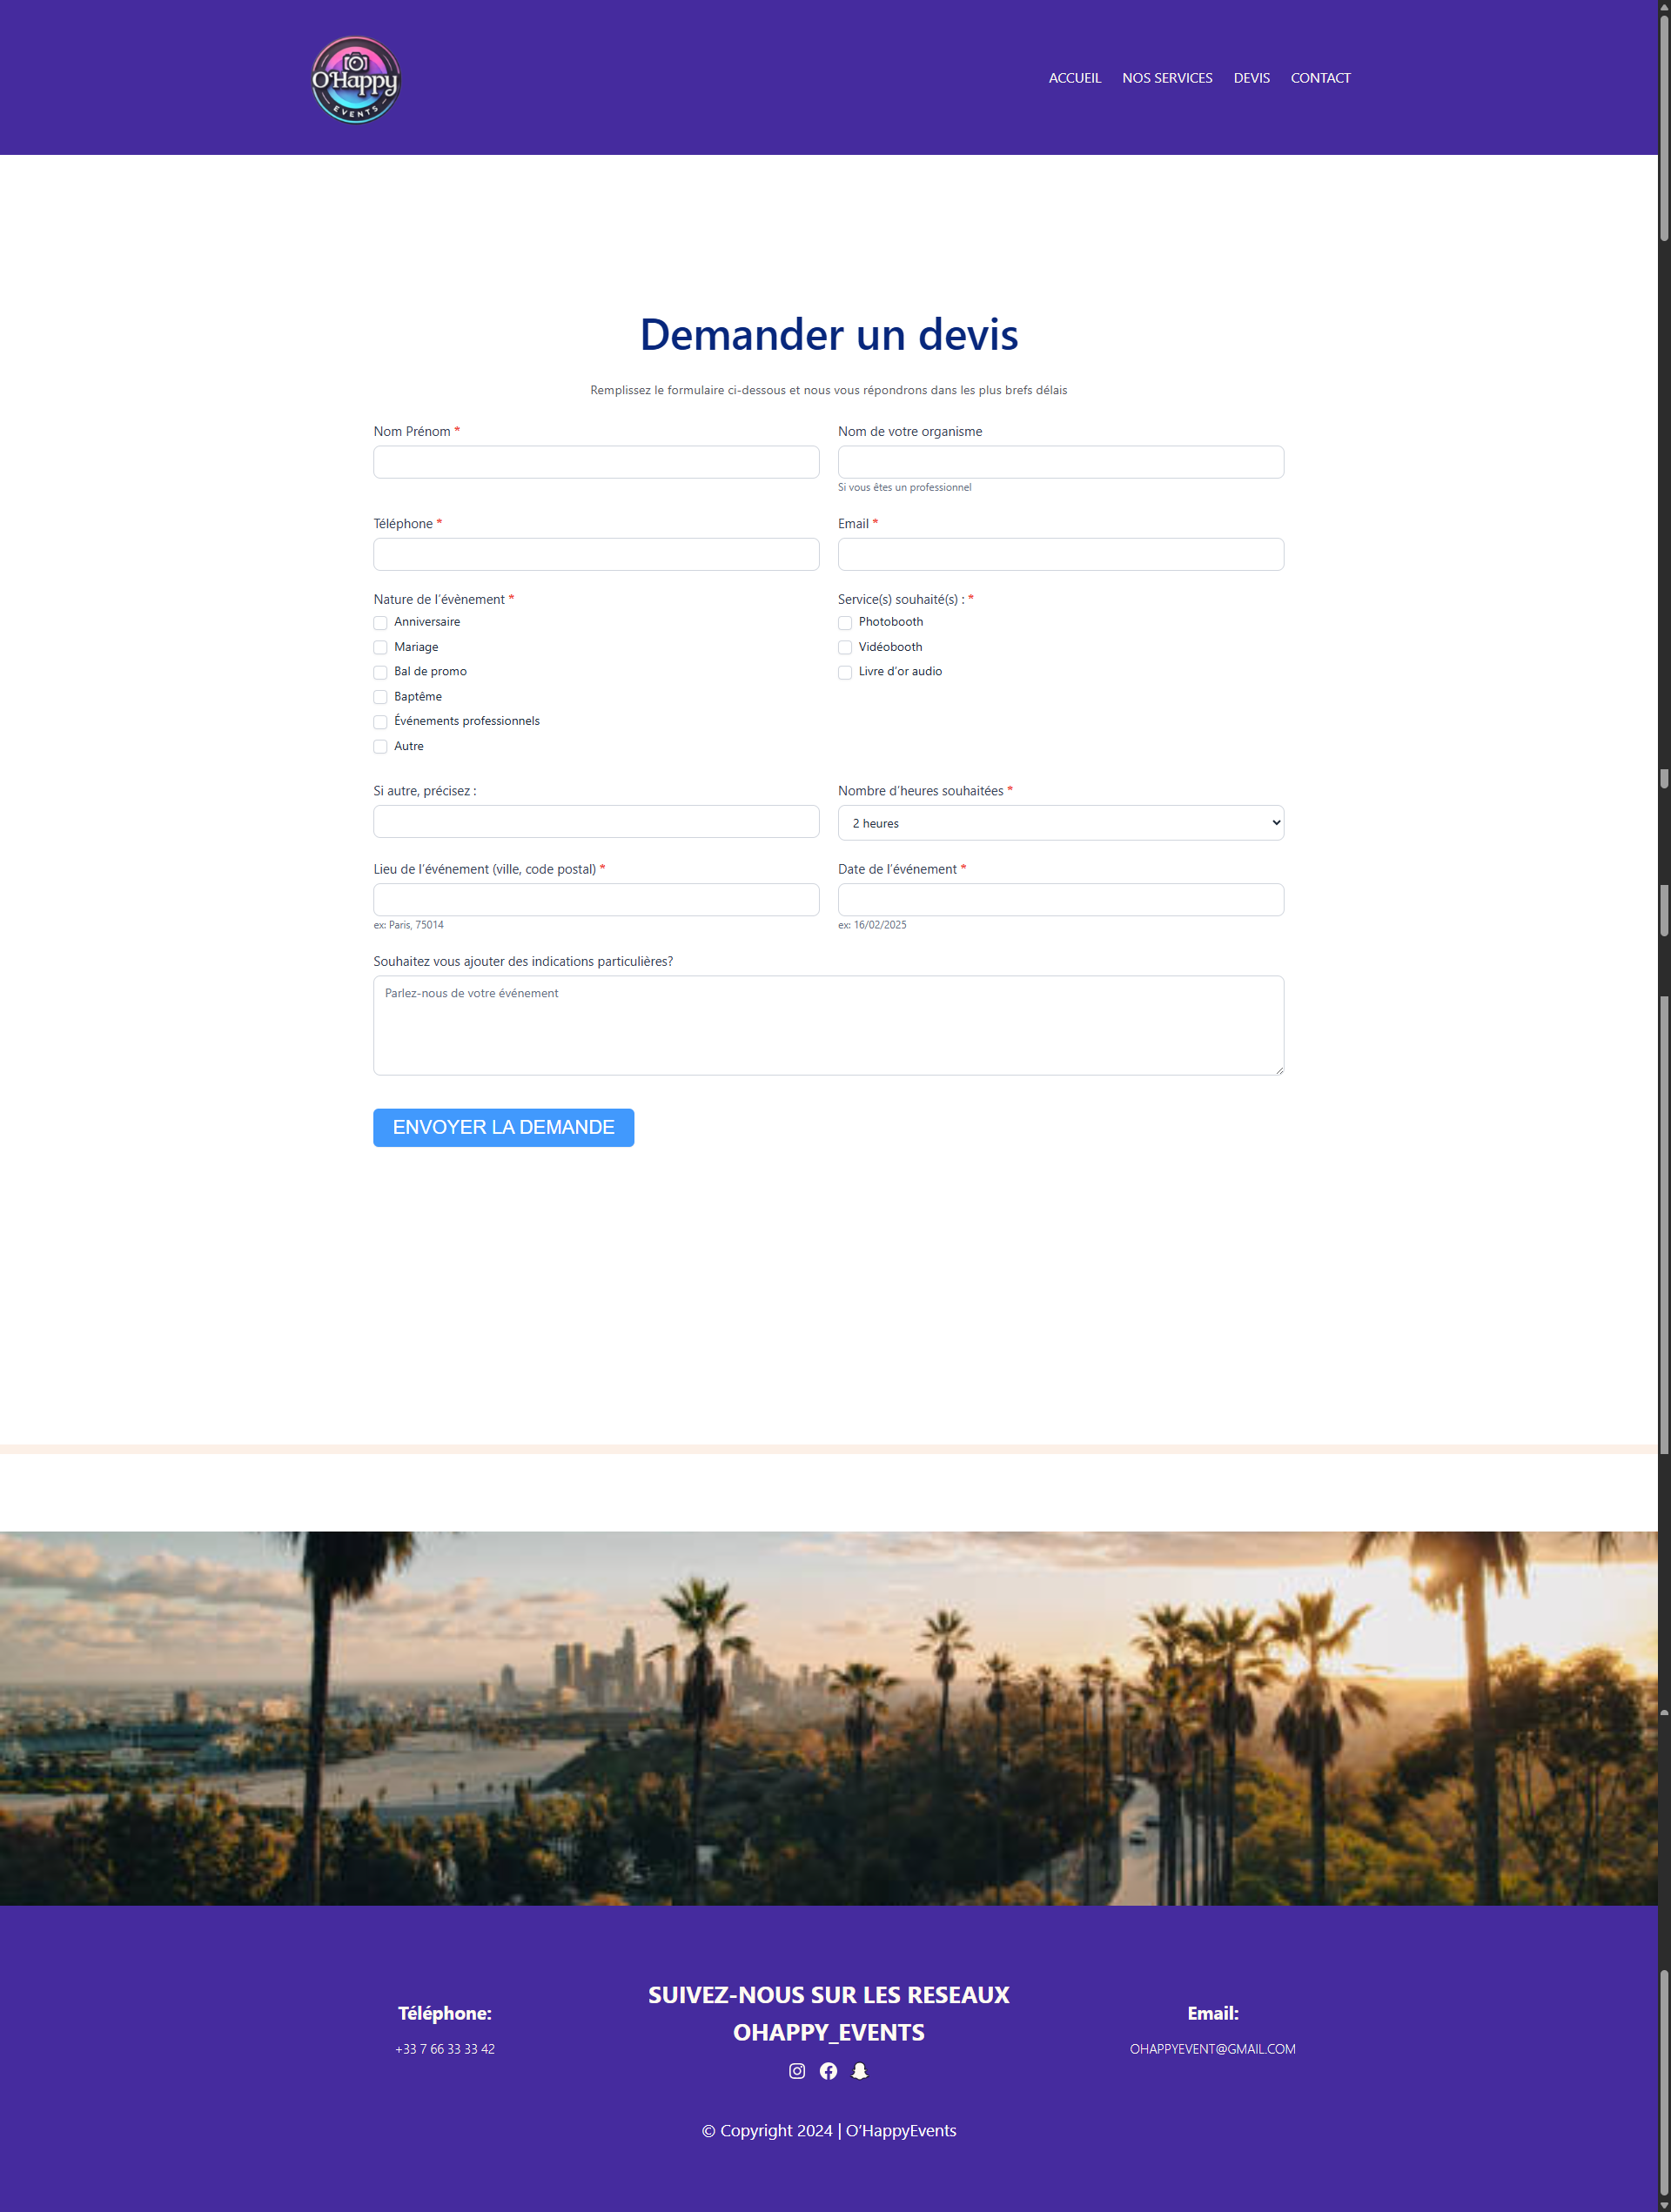 O'Happy
EVENTS
ACCUEIL
NOS SERVICES
DEVIS
CONTACT
Demander un devis
Remplissez le formulaire ci-dessous et nous vous répondrons dans les plus brefs délais
Nom Prénom *
Nom de votre organisme
Si vous êtes un professionnel
Téléphone *
Email *
Nature de l’évènement *
Anniversaire
Mariage
Bal de promo
Baptême
Événements professionnels
Autre
Service(s) souhaité(s) : *
Photobooth
Vidéobooth
Livre d’or audio
Si autre, précisez :
Nombre d’heures souhaitées *
2 heures
Lieu de l’événement (ville, code postal) *
ex: Paris, 75014
Date de l’événement *
ex: 16/02/2025
Souhaitez vous ajouter des indications particulières?
Parlez-nous de votre événement
ENVOYER LA DEMANDE
Téléphone:
+33 7 66 33 33 42
SUIVEZ-NOUS SUR LES RESEAUX
OHAPPY_EVENTS
Email:
OHAPPYEVENT@GMAIL.COM
© Copyright 2024 | O’HappyEvents